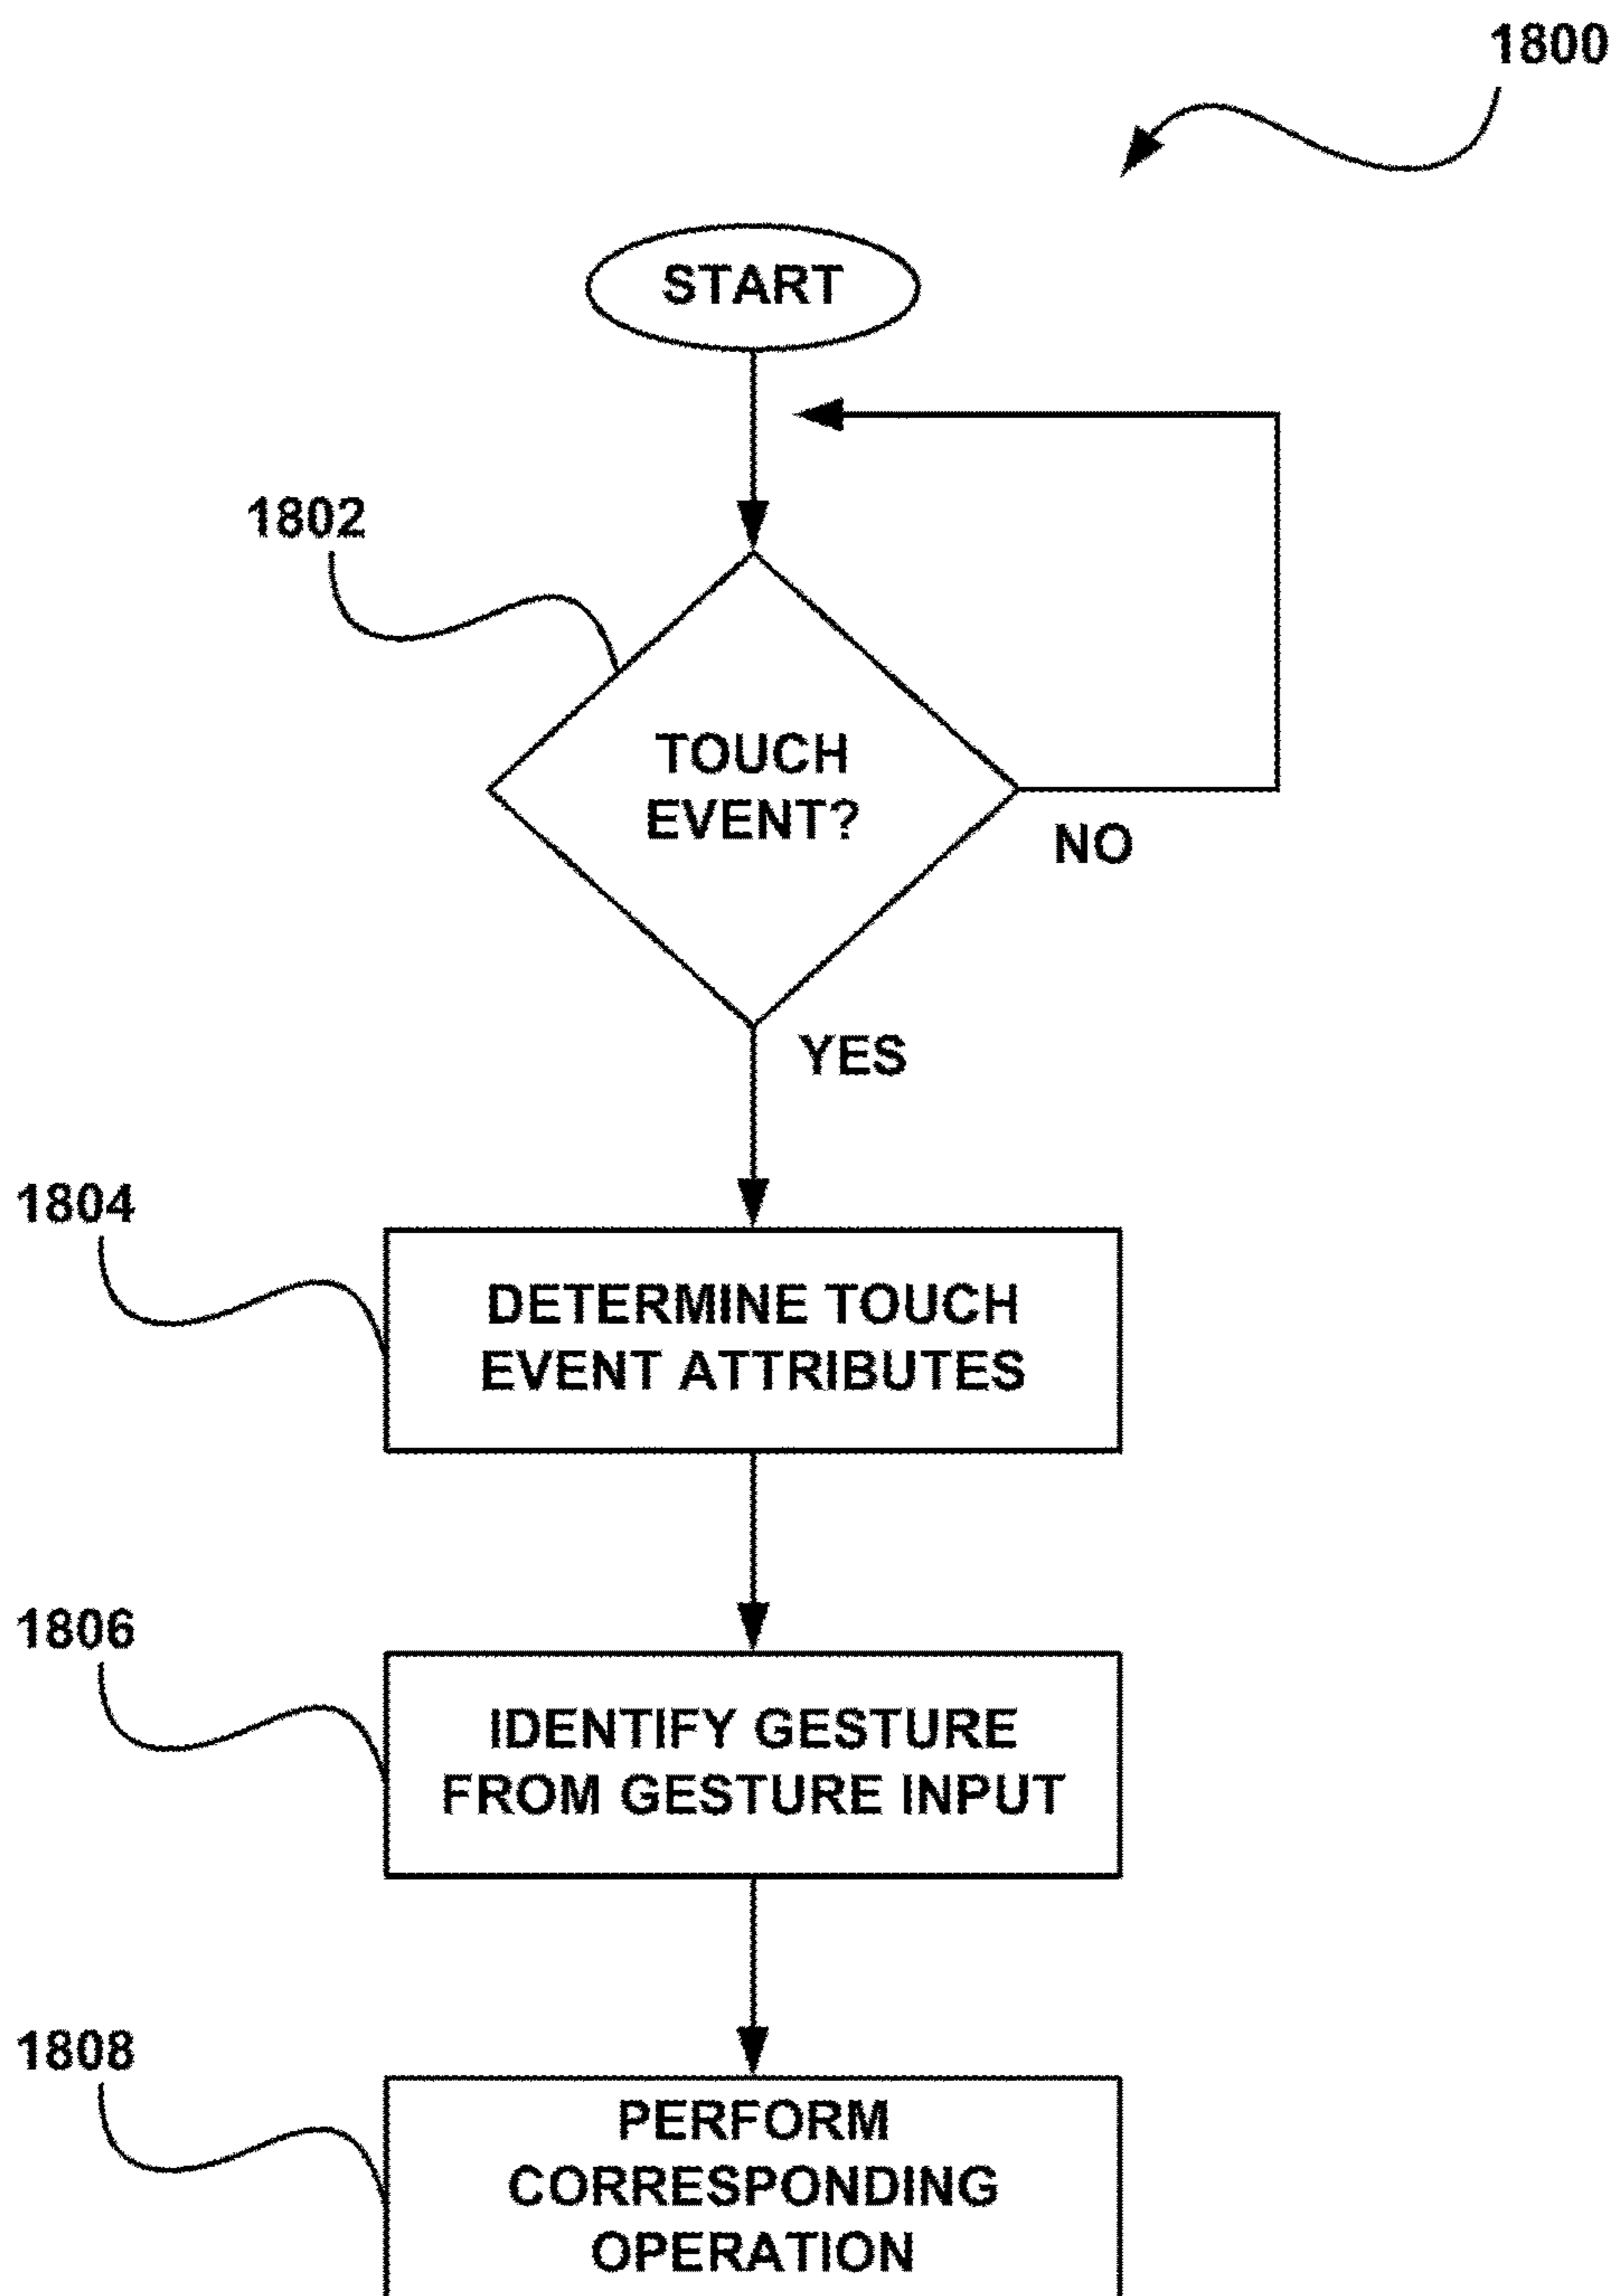 1800
START
1802
TOUCH
EVENT?
NO
YES
1804
DETERMINE TOUCH
EVENT ATTRIBUTES
1806
IDENTIFY GESTURE
FROM GESTURE INPUT
1808
PERFORM
CORRESPONDING
OPERATION